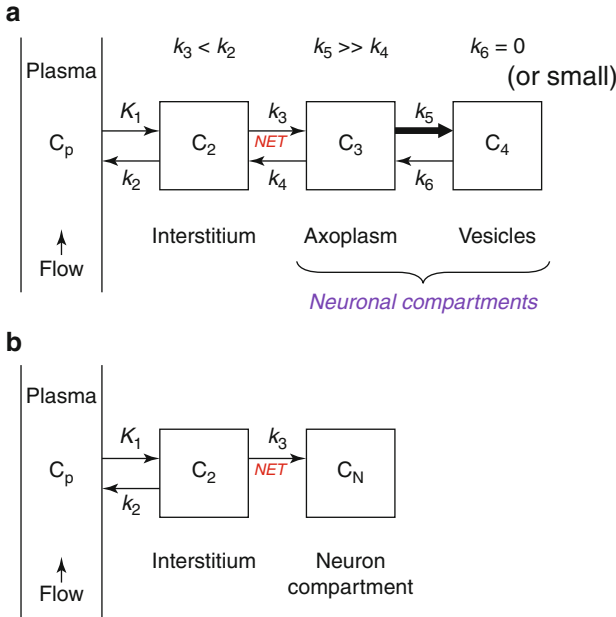 a
k3 < k2
k5 >> k4
k6 = 0
(or small)
Plasma
K1
k3
k5
Cp
C2
NET
C3
C4
k2
k4
k6
Interstitium
Axoplasm
Vesicles
Flow
Neuronal compartments
b
Plasma
K1
k3
Cp
C2
NET
CN
k2
Interstitium
Neuron
compartment
Flow